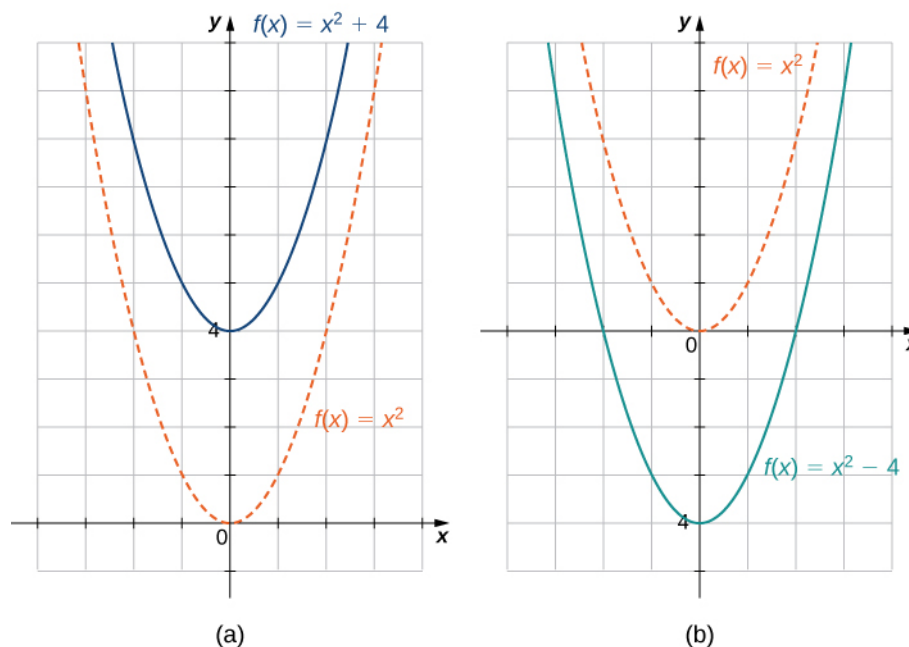 y
f(x) = x² + 4
4
f(x) = x²
0
x
(a)
y
f(x) = x²
0
x
f(x) = x² − 4
4
(b)